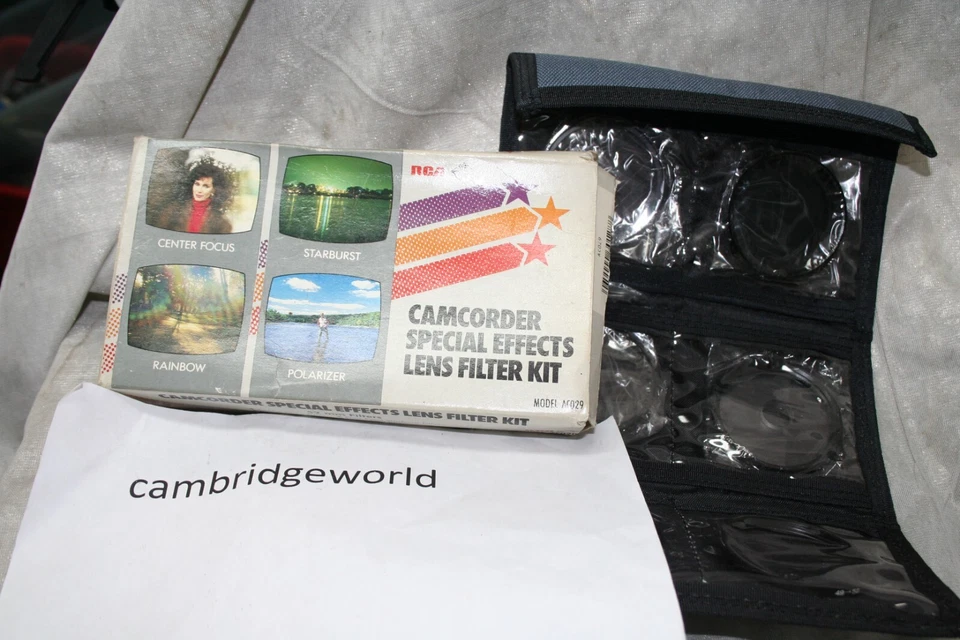 RCA
CENTER FOCUS
STARBURST
RAINBOW
POLARIZER
CAMCORDER
SPECIAL EFFECTS
LENS FILTER KIT
MODEL AC029
CAMCORDER SPECIAL EFFECTS LENS FILTER KIT
cambridgeworld